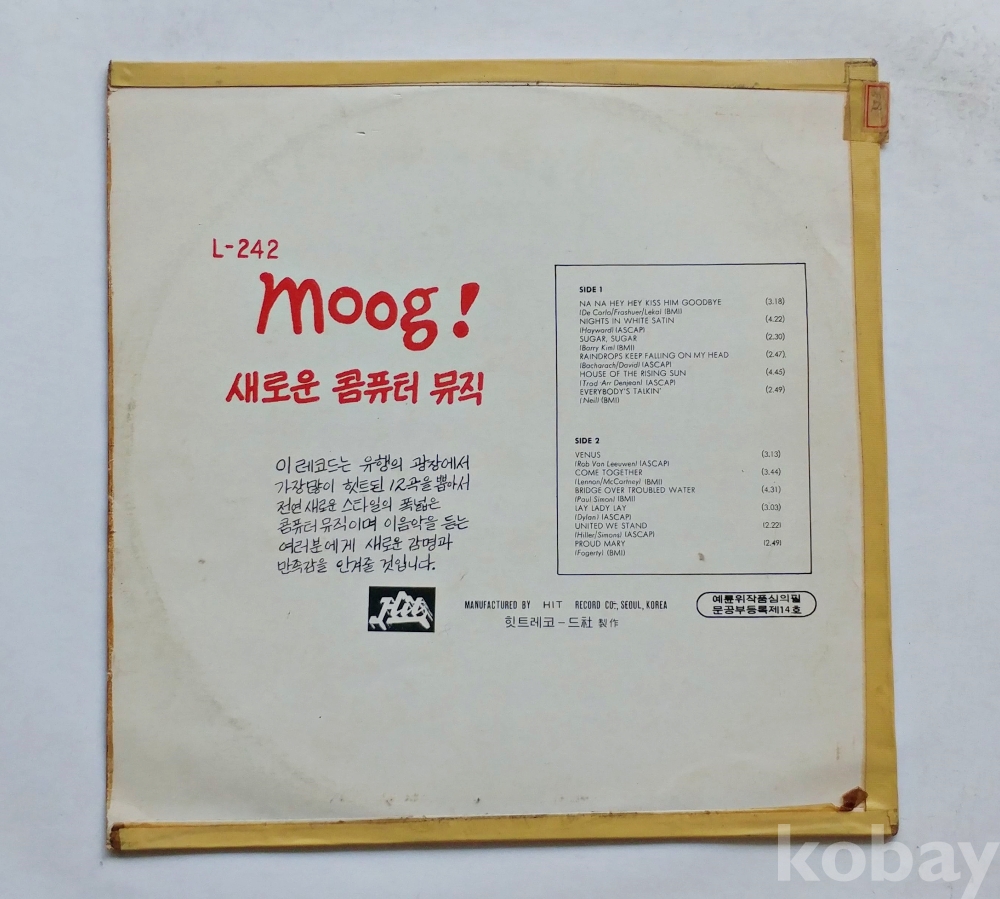 L-242
moog!
새로운 콤퓨터 뮤직
이 레코드는 유행의 광장에서
가장많이 힛트된 12곡을 뽑아서
전연 새로운 스타일의 폭넓은
콤퓨터 뮤직이며 이음악을 듣는
여러분에게 새로운 감명과
만족감을 안겨줄 것입니다.
SIDE 1
NA NA HEY HEY KISS HIM GOODBYE (3.18)
(De Carlo/Frashuer/Leka) (BMI)
NIGHTS IN WHITE SATIN (4.22)
(Hayward) (ASCAP)
SUGAR, SUGAR (2.30)
(Barry Kim) (BMI)
RAINDROPS KEEP FALLING ON MY HEAD (2.47)
(Bacharach/David) (ASCAP)
HOUSE OF THE RISING SUN (4.45)
(Trad Arr Denjean) (ASCAP)
EVERYBODY'S TALKIN' (2.49)
(Neil) (BMI)
SIDE 2
VENUS (3.13)
(Rob Van Leeuwen) (ASCAP)
COME TOGETHER (3.44)
(Lennon/McCartney) (BMI)
BRIDGE OVER TROUBLED WATER (4.31)
(Paul Simon) (BMI)
LAY LADY LAY (3.03)
(Dylan) (ASCAP)
UNITED WE STAND (2.22)
(Hiller/Simons) (ASCAP)
PROUD MARY (2.49)
(Fogerty) (BMI)
Hit
MANUFACTURED BY HIT RECORD CO., SEOUL, KOREA
힛트레코-드社 製作
예륜위작품심의필
문공부등록제14호
kobay